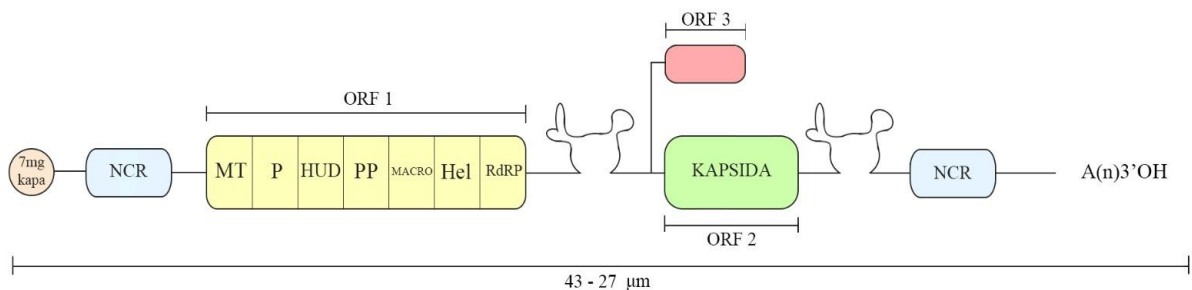 ORF 3
ORF 1
7mg
kapa
NCR
MT
P
HUD
PP
MACRO
Hel
RdRP
KAPSIDA
NCR
A(n)3'OH
ORF 2
43 - 27 μm